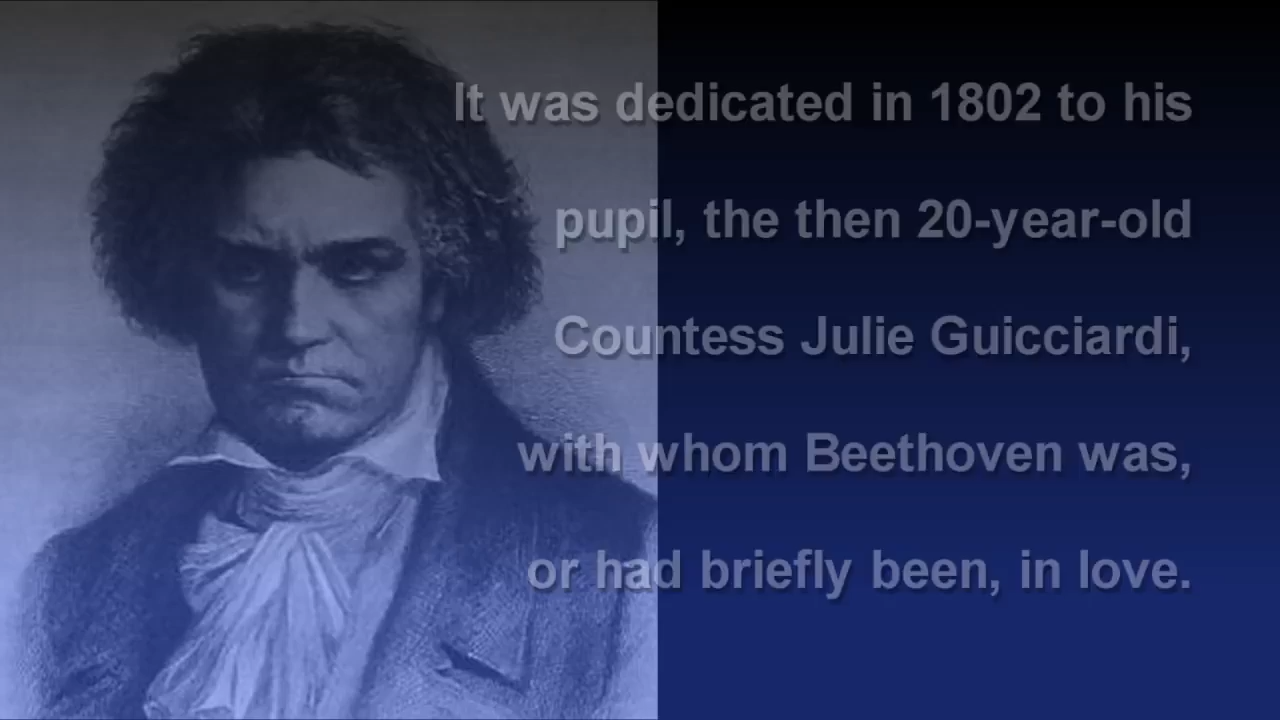 It was dedicated in 1802 to his
pupil, the then 20-year-old
Countess Julie Guicciardi,
with whom Beethoven was,
or had briefly been, in love.